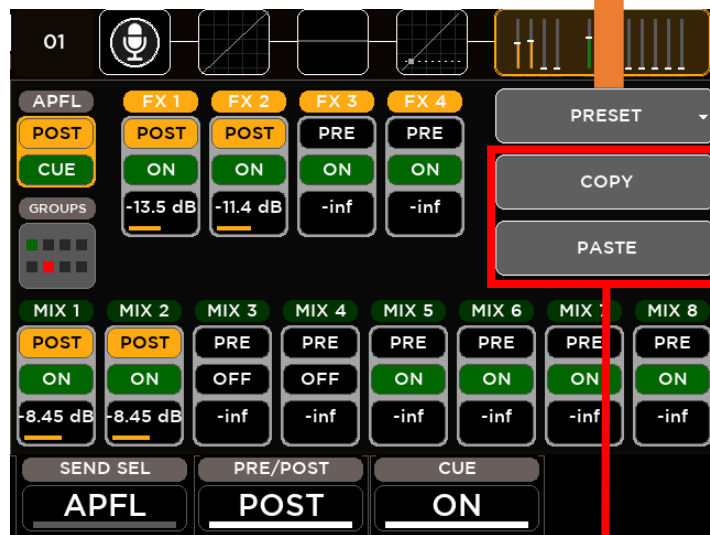 01
APFL FX 1 FX 2 FX 3 FX 4 PRESET
POST POST POST PRE PRE
CUE ON ON ON ON COPY
GROUPS -13.5 dB -11.4 dB -inf -inf
PASTE
MIX 1 MIX 2 MIX 3 MIX 4 MIX 5 MIX 6 MIX 7 MIX 8
POST POST PRE PRE PRE PRE PRE PRE
ON ON OFF OFF ON ON ON ON
-8.45 dB -8.45 dB -inf -inf -inf -inf -inf -inf
SEND SEL PRE/POST CUE
APFL POST ON